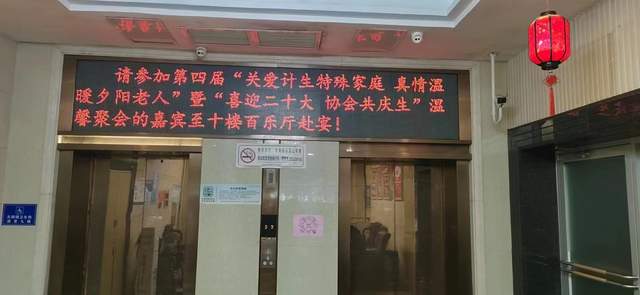 请参加第四届“关爱计生特殊家庭 真情温
暖夕阳老人”暨“喜迎二十大 协会共庆生”温
馨聚会的嘉宾至十楼百乐厅赴宴！